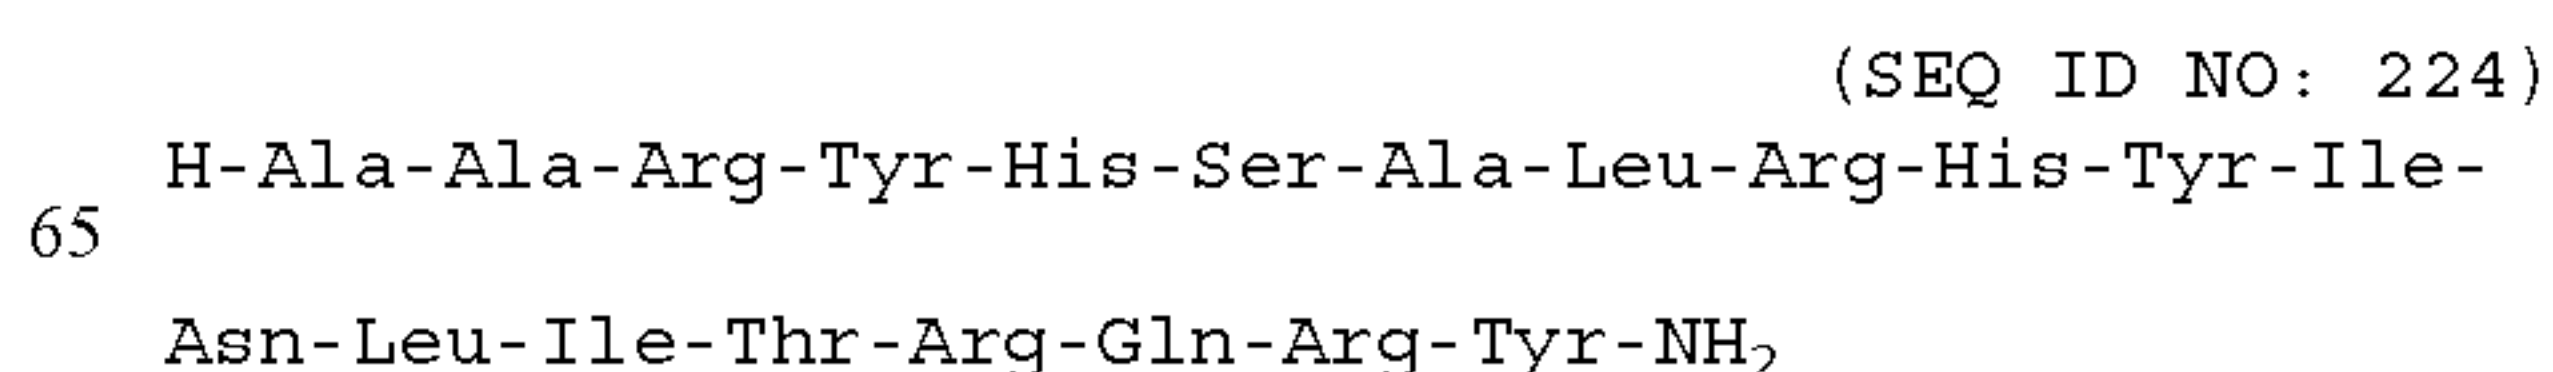 (SEQ ID NO: 224)
H-Ala-Ala-Arg-Tyr-His-Ser-Ala-Leu-Arg-His-Tyr-Ile-
65
Asn-Leu-Ile-Thr-Arg-Gln-Arg-Tyr-NH₂